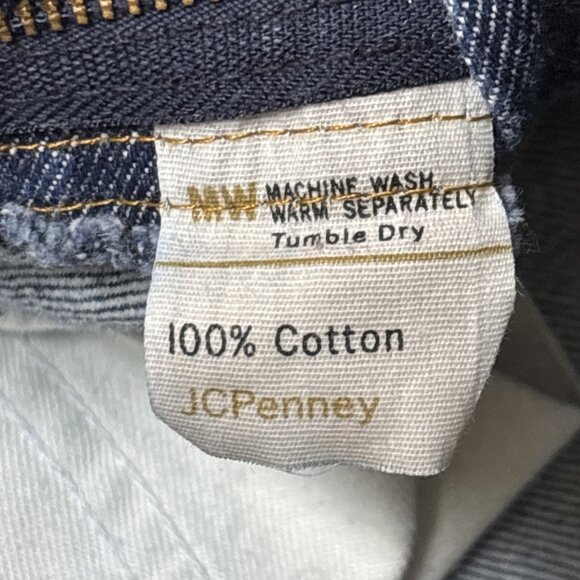 MW MACHINE WASH
WARM SEPARATELY
Tumble Dry
100% Cotton
JCPenney